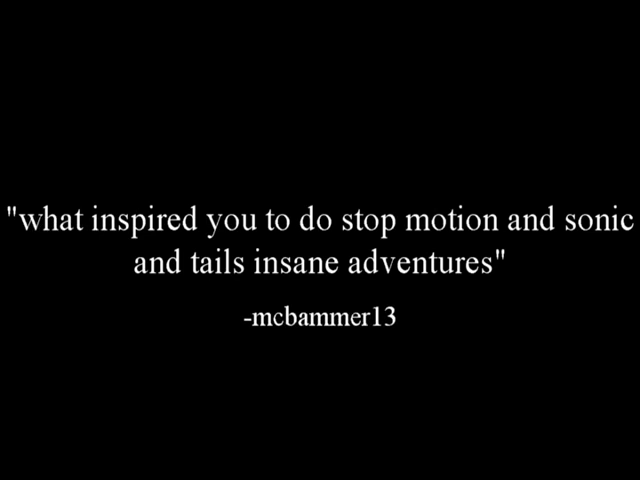 "what inspired you to do stop motion and sonic
and tails insane adventures"
-mcbammer13